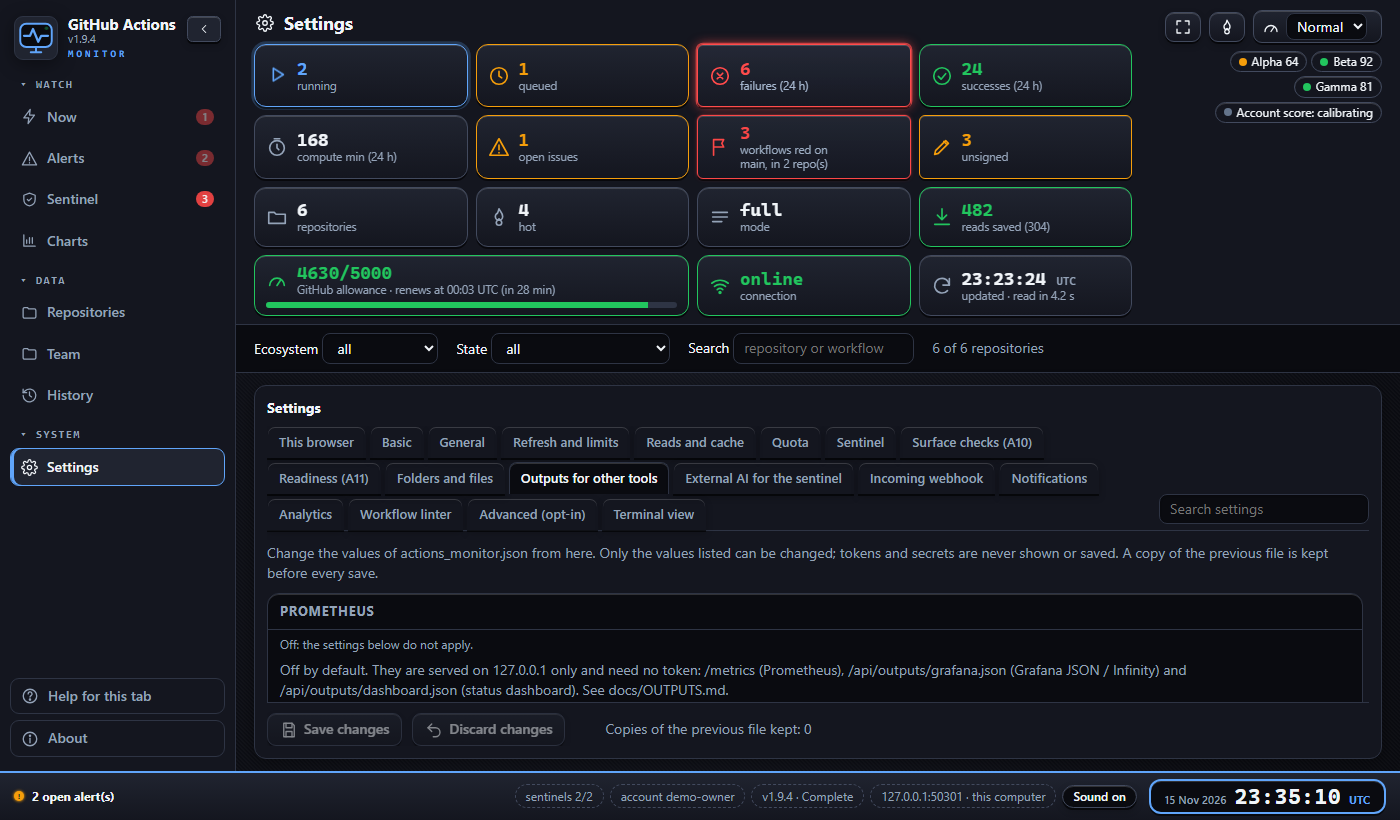 GitHub Actions
v1.9.4
MONITOR
WATCH
Now 1
Alerts 2
Sentinel 3
Charts
DATA
Repositories
Team
History
SYSTEM
Settings
Help for this tab
About
Settings
Normal
Alpha 64
Beta 92
Gamma 81
Account score: calibrating
2
running
1
queued
6
failures (24 h)
24
successes (24 h)
168
compute min (24 h)
1
open issues
3
workflows red on
main, in 2 repo(s)
3
unsigned
6
repositories
4
hot
full
mode
482
reads saved (304)
4630/5000
GitHub allowance · renews at 00:03 UTC (in 28 min)
online
connection
23:23:24 UTC
updated · read in 4.2 s
Ecosystem all State all Search repository or workflow 6 of 6 repositories
Settings
This browser Basic General Refresh and limits Reads and cache Quota Sentinel Surface checks (A10)
Readiness (A11) Folders and files Outputs for other tools External AI for the sentinel Incoming webhook Notifications
Analytics Workflow linter Advanced (opt-in) Terminal view Search settings
Change the values of actions_monitor.json from here. Only the values listed can be changed; tokens and secrets are never shown or saved. A copy of the previous file is kept
before every save.
PROMETHEUS
Off: the settings below do not apply.
Off by default. They are served on 127.0.0.1 only and need no token: /metrics (Prometheus), /api/outputs/grafana.json (Grafana JSON / Infinity) and
/api/outputs/dashboard.json (status dashboard). See docs/OUTPUTS.md.
Save changes Discard changes Copies of the previous file kept: 0
2 open alert(s) sentinels 2/2 account demo-owner v1.9.4 · Complete 127.0.0.1:50301 · this computer Sound on 15 Nov 2026 23:35:10 UTC